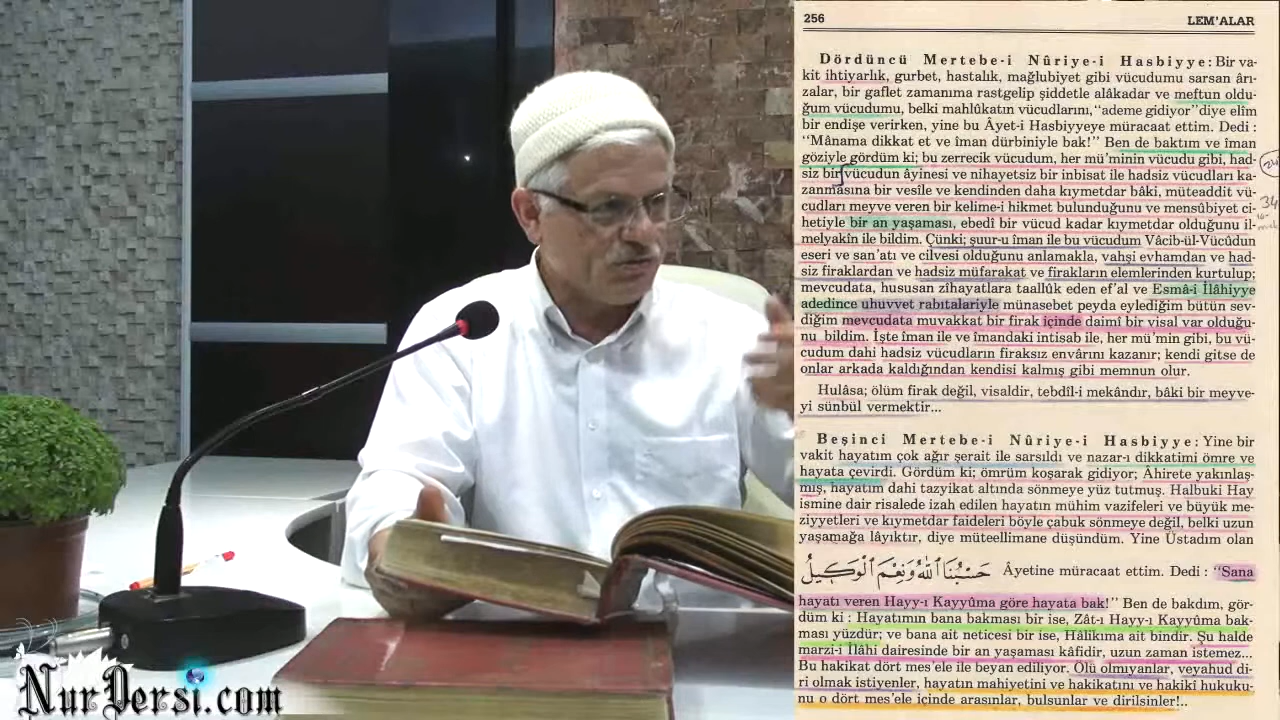 256
LEM'ALAR
Dördüncü Mertebe-i Nûriye-i Hasbiyye: Bir va-
kit ihtiyarlık, gurbet, hastalık, mağlubiyet gibi vücudumu sarsan ârı-
zalar, bir gaflet zamanıma rastgelip şiddetle alâkadar ve meftun oldu-
ğum vücudumu, belki mahlûkatın vücudlarını, "ademe gidiyor" diye elîm
bir endişe verirken, yine bu Âyet-i Hasbiyyeye müracaat ettim. Dedi :
"Mânama dikkat et ve îman dürbiniyle bak!" Ben de baktım ve îman
göziyle gördüm ki; bu zerrecik vücudum, her mü'minin vücudu gibi, had-
siz bir vücudun âyinesi ve nihayetsiz bir inbisat ile hadsiz vücudları ka-
zanmasına bir vesîle ve kendinden daha kıymetdar bâki, müteaddit vü-
cudları meyve veren bir kelime-i hikmet bulunduğunu ve mensûbiyet ci-
hetiyle bir an yaşaması, ebedî bir vücud kadar kıymetdar olduğunu il-
melyakîn ile bildim. Çünki; şuur-u îman ile bu vücudum Vâcib-ül-Vücûdun
eseri ve san'atı ve cilvesi olduğunu anlamakla, vahşi evhamdan ve had-
siz firaklardan ve hadsiz müfarakat ve firakların elemlerinden kurtulup;
mevcudata, hususan zîhayatlara taallûk eden ef'al ve Esmâ-i İlâhiyye
adedince uhuvvet rabıtalariyle münasebet peyda eylediğim bütün sev-
diğim mevcudata muvakkat bir firak içinde daimî bir visal var olduğu-
nu bildim. İşte îman ile ve îmandaki intisab ile, her mü'min gibi, bu vü-
cudum dahi hadsiz vücudların firaksız envârını kazanır; kendi gitse de
onlar arkada kaldığından kendisi kalmış gibi memnun olur.
Hulâsa; ölüm firak değil, visaldir, tebdîl-i mekândır, bâki bir meyve-
yi sünbül vermektir...
Beşinci Mertebe-i Nûriye-i Hasbiyye: Yine bir
vakit hayatım çok ağır şerait ile sarsıldı ve nazar-ı dikkatimi ömre ve
hayata çevirdi. Gördüm ki; ömrüm koşarak gidiyor; Âhirete yakınlaş-
mış, hayatım dahi tazyikat altında sönmeye yüz tutmuş. Halbuki Hay
ismine dair risalede izah edilen hayatın mühim vazifeleri ve büyük me-
ziyyetleri ve kıymetdar faideleri böyle çabuk sönmeye değil, belki uzun
yaşamağa lâyıktır, diye müteellimane düşündüm. Yine Üstadım olan
حَسْبُنَا اللّٰهُ وَنِعْمَ الْوَكِيلُ Âyetine müracaat ettim. Dedi : "Sana
hayatı veren Hayy-ı Kayyûma göre hayata bak!" Ben de bakdım, gör-
düm ki : Hayatımın bana bakması bir ise, Zât-ı Hayy-ı Kayyûma bak-
ması yüzdür; ve bana ait neticesi bir ise, Hâlikıma ait bindir. Şu halde
marzi-i İlâhi dairesinde bir an yaşaması kâfidir, uzun zaman istemez...
Bu hakikat dört mes'ele ile beyan ediliyor. Ölü olmıyanlar, veyahud di-
ri olmak istiyenler, hayatın mahiyetini ve hakikatını ve hakikî hukuku-
nu o dört mes'ele içinde arasınlar, bulsunlar ve dirilsinler!..
34
NurDersi.com